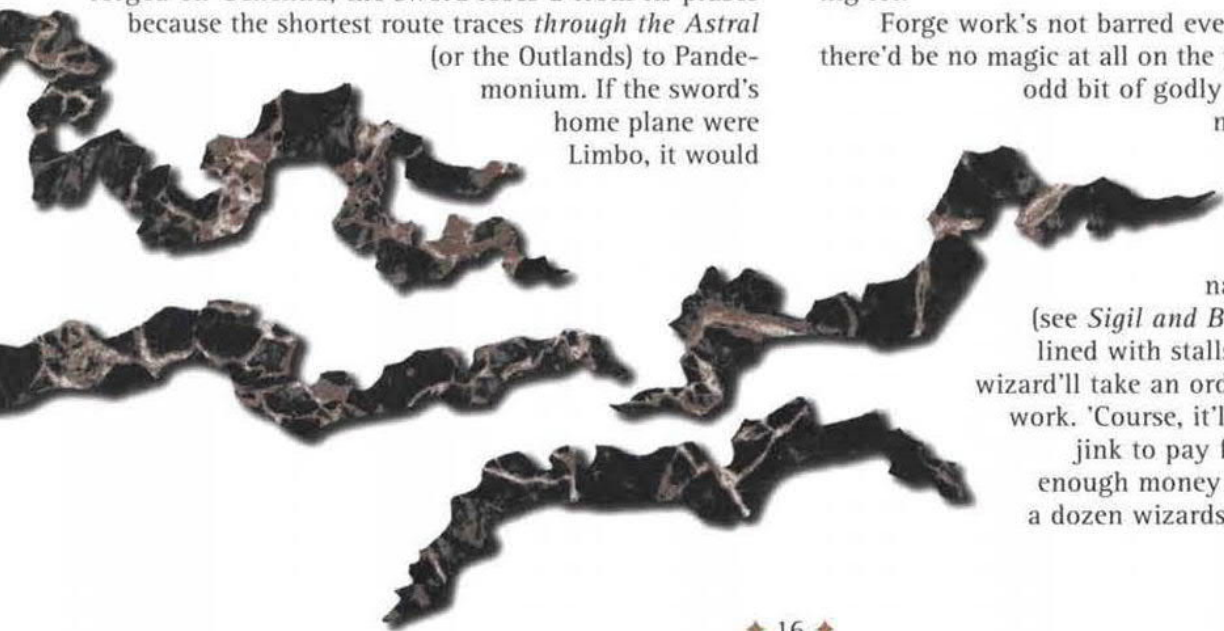 because the shortest route traces through the Astral
(or the Outlands) to Pande-
monium. If the sword's
home plane were
Limbo, it would
Forge work's not barred eve
there'd be no magic at all on the
odd bit of godly
(see Sigil and B
lined with stalls
wizard'll take an ord
work. 'Course, it'l
jink to pay f
enough money
a dozen wizards
16